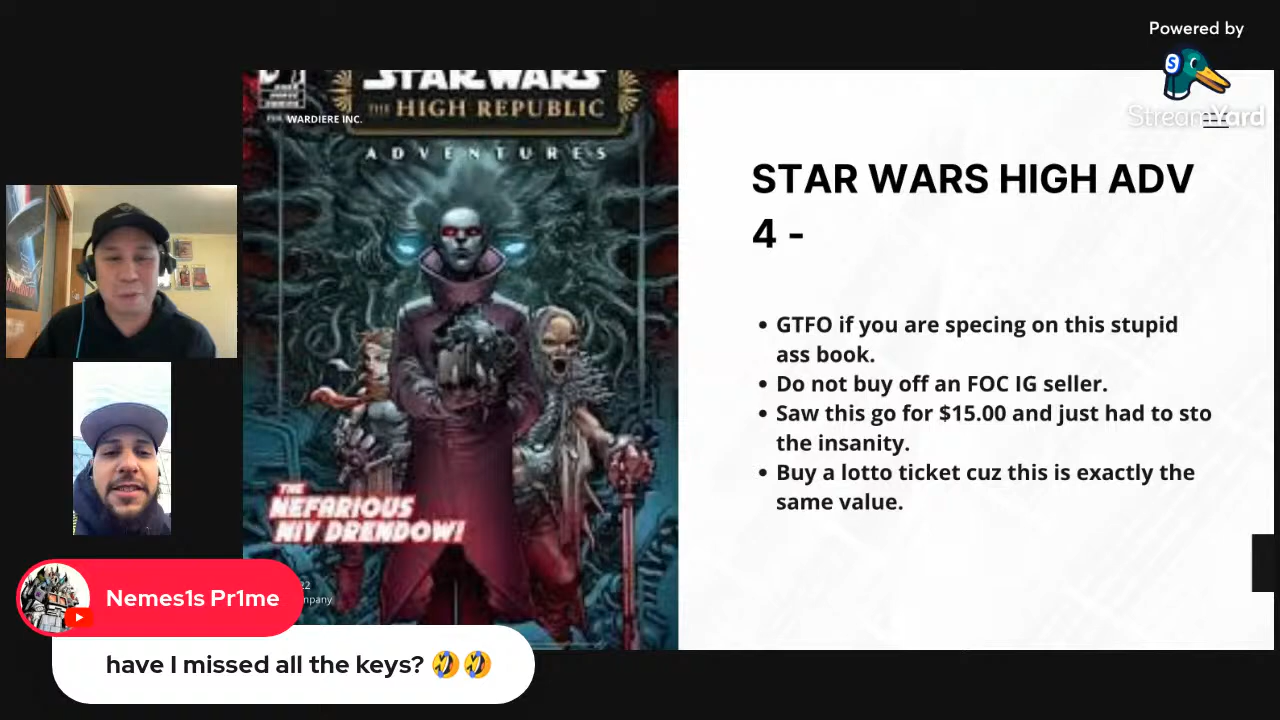 Powered by
S
StreamYard
STAR WARS
THE HIGH REPUBLIC
WARDIERE INC.
ADVENTURES
STAR WARS HIGH ADV
4 -
• GTFO if you are specing on this stupid
ass book.
• Do not buy off an FOC IG seller.
• Saw this go for $15.00 and just had to sto
the insanity.
• Buy a lotto ticket cuz this is exactly the
same value.
THE
NEFARIOUS
NIV DRENDOW!
22
mpany
Nemes1s Pr1me
have I missed all the keys? 🤣🤣